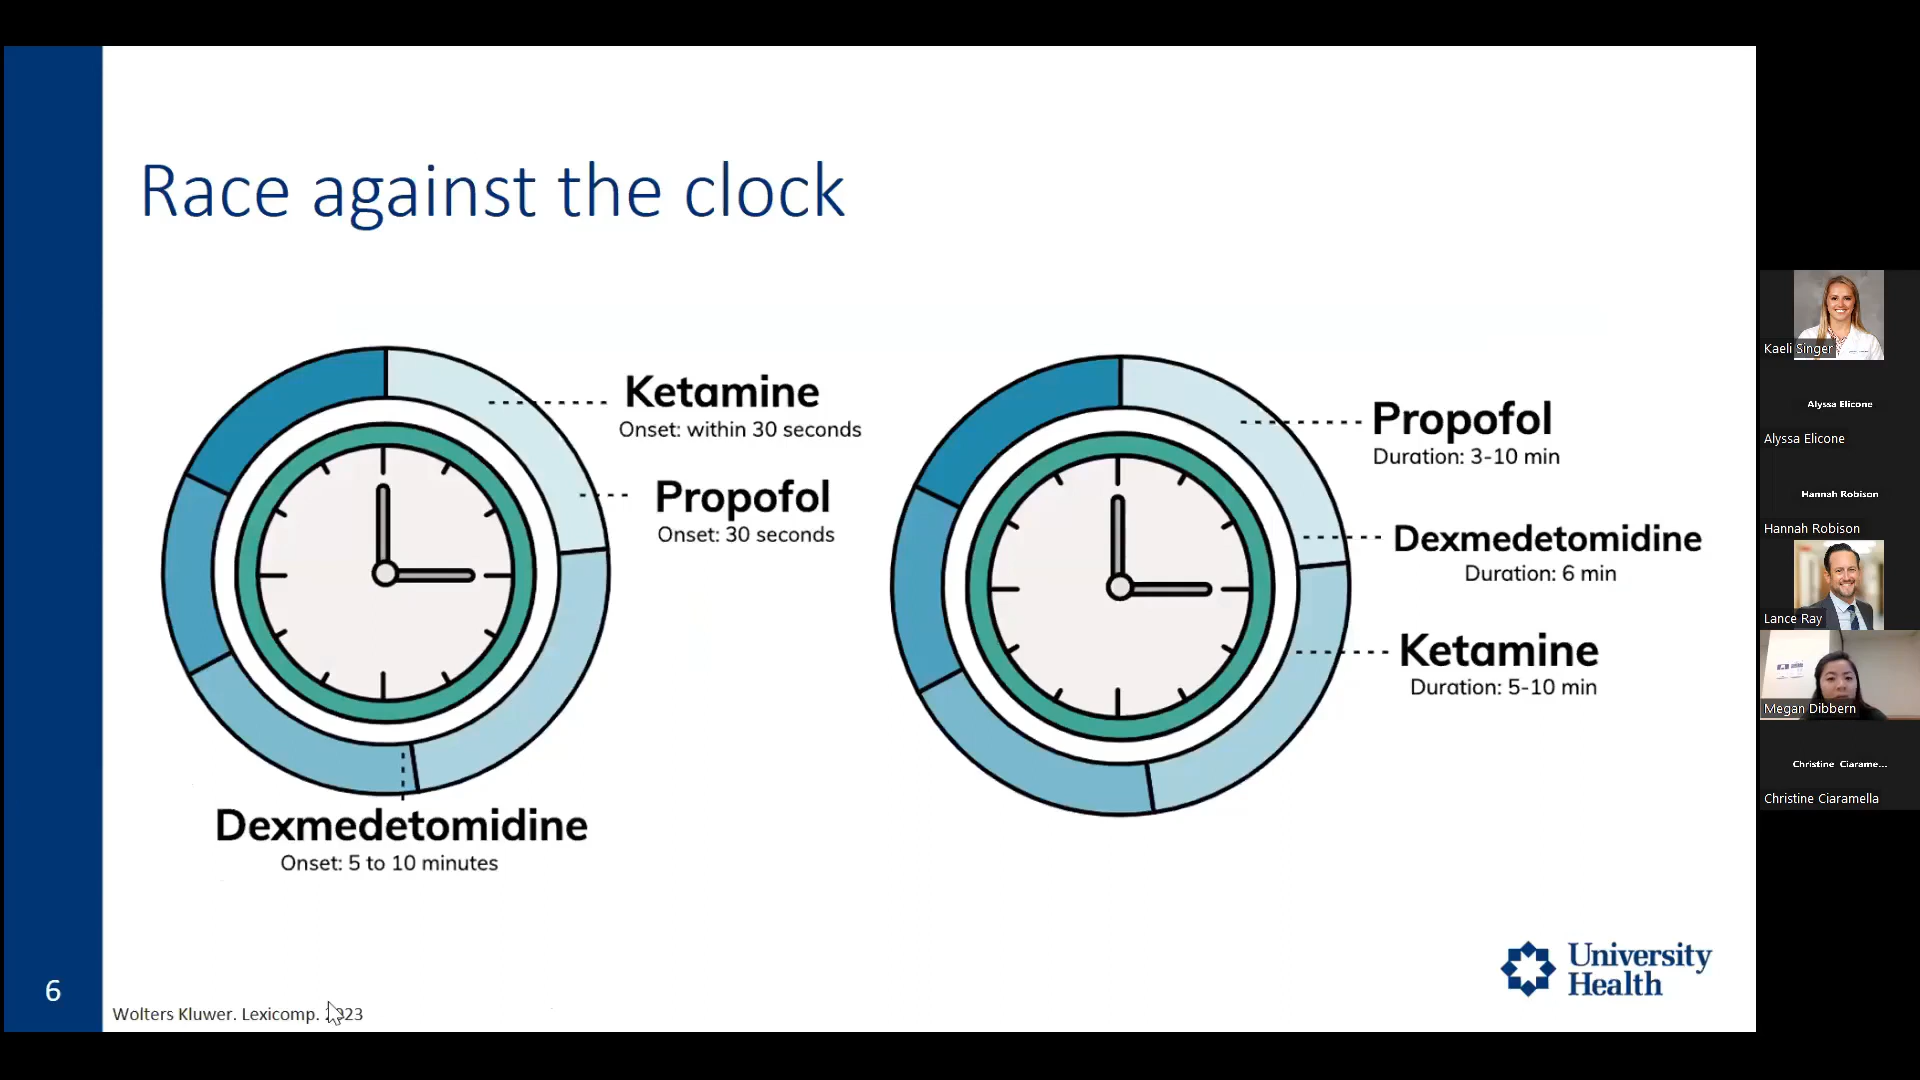 Race against the clock
Ketamine
Onset: within 30 seconds
Propofol
Onset: 30 seconds
Dexmedetomidine
Onset: 5 to 10 minutes
Propofol
Duration: 3-10 min
Dexmedetomidine
Duration: 6 min
Ketamine
Duration: 5-10 min
University
Health
6
Wolters Kluwer. Lexicomp.
Kaeli Singer
Alyssa Elicone
Alyssa Elicone
Hannah Robison
Hannah Robison
Lance Ray
Megan Dibbern
Christine Ciarame...
Christine Ciaramella